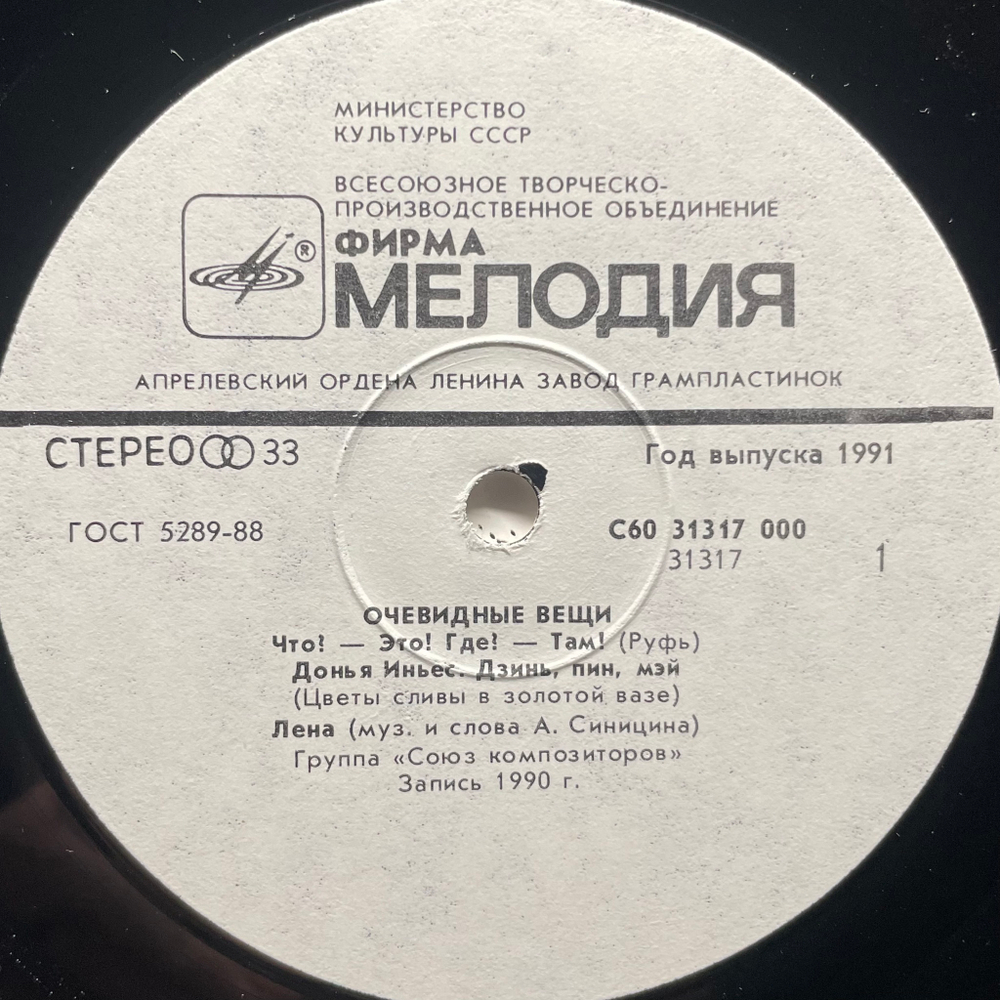 МИНИСТЕРСТВО
КУЛЬТУРЫ СССР
ВСЕСОЮЗНОЕ ТВОРЧЕСКО-
ПРОИЗВОДСТВЕННОЕ ОБЪЕДИНЕНИЕ
®
ФИРМА
МЕЛОДИЯ
АПРЕЛЕВСКИЙ ОРДЕНА ЛЕНИНА ЗАВОД ГРАМПЛАСТИНОК
СТЕРЕО 33
Год выпуска 1991
ГОСТ 5289-88
С60 31317 000
31317
1
ОЧЕВИДНЫЕ ВЕЩИ
Что? — Это! Где? — Там! (Руфь)
Донья Иньес. Дзинь, пин, мэй
(Цветы сливы в золотой вазе)
Лена (муз. и слова А. Синицина)
Группа «Союз композиторов»
Запись 1990 г.